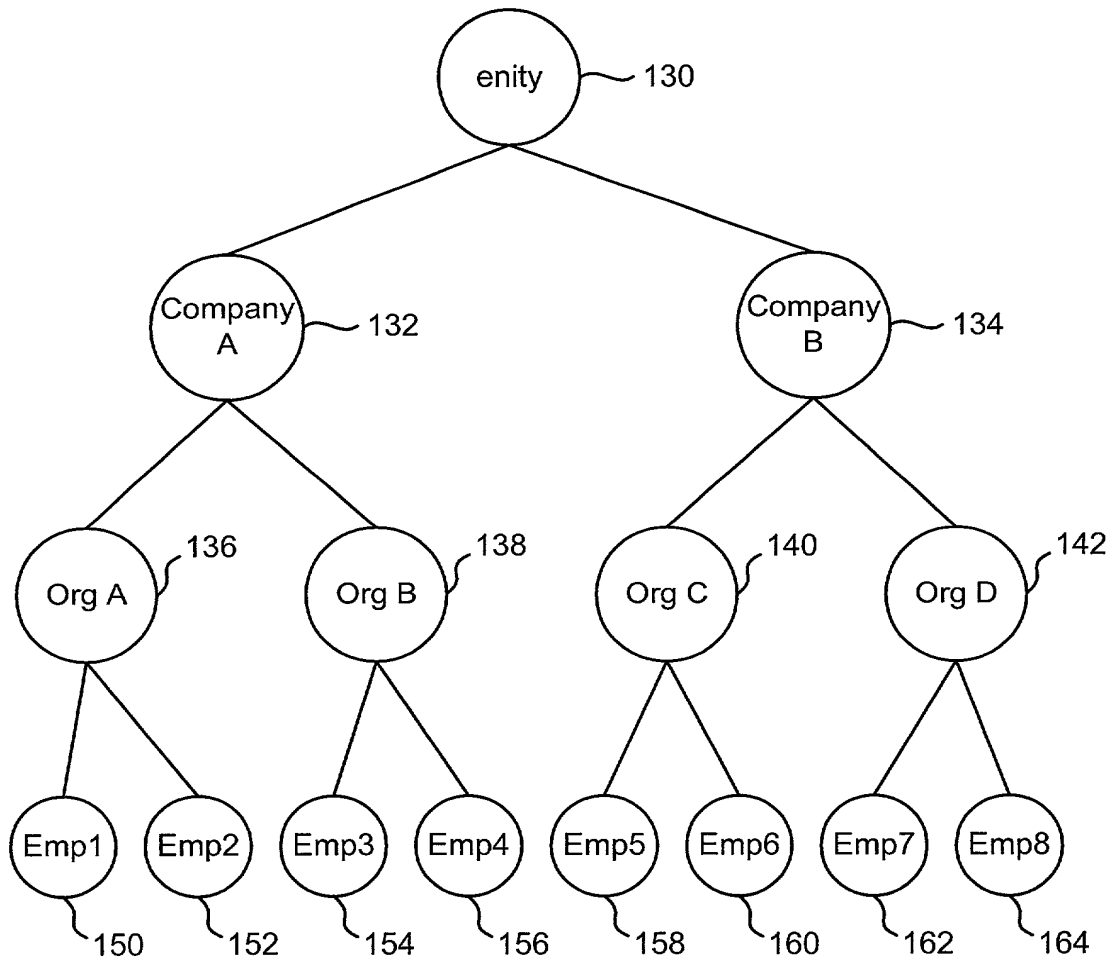 enity
130
Company
A
132
Company
B
134
Org A
136
Org B
138
Org C
140
Org D
142
Emp1
Emp2
Emp3
Emp4
Emp5
Emp6
Emp7
Emp8
150
152
154
156
158
160
162
164